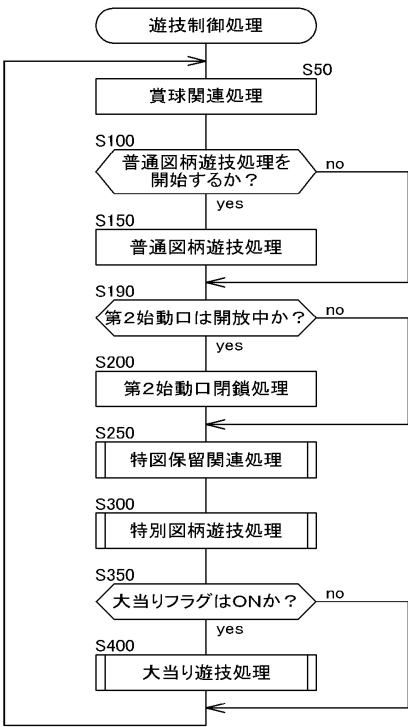 遊技制御処理
S50
賞球関連処理
S100
普通図柄遊技処理を
開始するか?
no
yes
S150
普通図柄遊技処理
S190
第2始動口は開放中か?
no
yes
S200
第2始動口閉鎖処理
S250
特図保留関連処理
S300
特別図柄遊技処理
S350
大当りフラグはONか?
no
yes
S400
大当り遊技処理